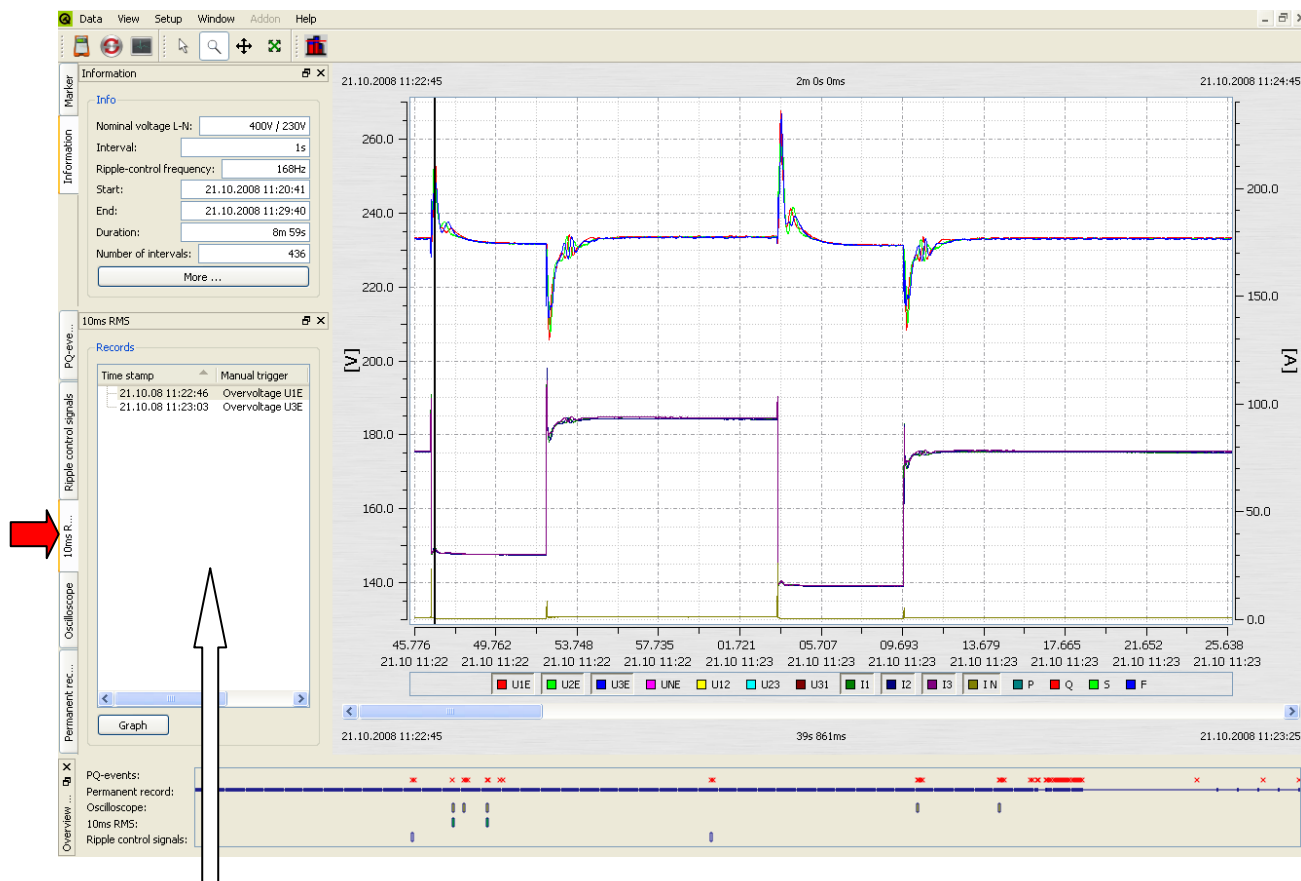 Data View Setup Window Addon Help
Marker
Information
PQ-eve...
Ripple control signals
10ms R...
Oscilloscope
Permanent rec...
Information
Info
Nominal voltage L-N: 400V / 230V
Interval: 1s
Ripple-control frequency: 168Hz
Start: 21.10.2008 11:20:41
End: 21.10.2008 11:29:40
Duration: 8m 59s
Number of intervals: 436
More ...
10ms RMS
Records
Time stamp Manual trigger
21.10.08 11:22:46 Overvoltage U1E
21.10.08 11:23:03 Overvoltage U3E
Graph
21.10.2008 11:22:45 2m 0s 0ms 21.10.2008 11:24:45
260.0
240.0
220.0
200.0
180.0
160.0
140.0
[V]
200.0
150.0
100.0
50.0
0.0
[A]
45.776 49.762 53.748 57.735 01.721 05.707 09.693 13.679 17.665 21.652 25.638
21.10 11:22 21.10 11:22 21.10 11:22 21.10 11:22 21.10 11:23 21.10 11:23 21.10 11:23 21.10 11:23 21.10 11:23 21.10 11:23 21.10 11:23
U1E U2E U3E UNE U12 U23 U31 I1 I2 I3 I N P Q S F
21.10.2008 11:22:45 39s 861ms 21.10.2008 11:23:25
Overview ...
PQ-events:
Permanent record:
Oscilloscope:
10ms RMS:
Ripple control signals: